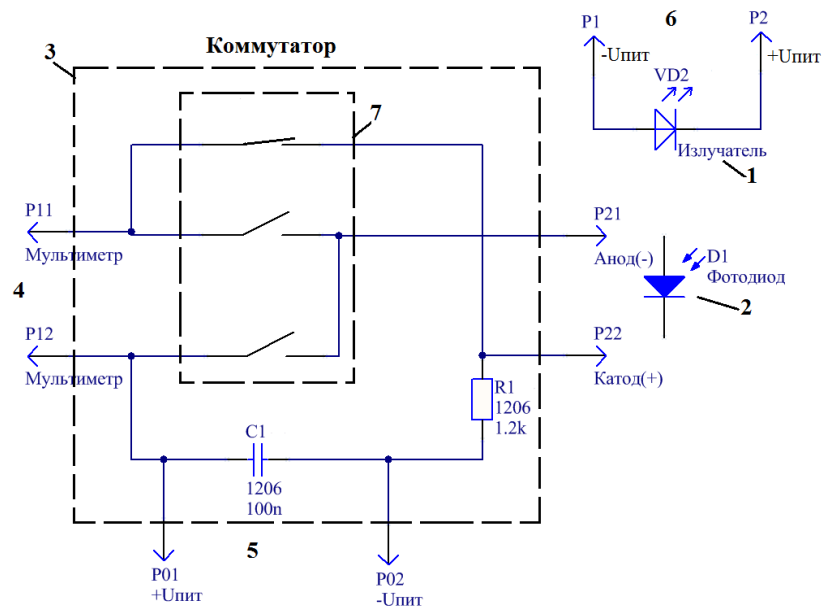 P1
6
P2
-Uпит
+Uпит
VD2
Излучатель
1
3
Коммутатор
7
P11
Мультиметр
P21
Анод(-)
D1
Фотодиод
2
4
P12
Мультиметр
P22
Катод(+)
R1
1206
1.2k
C1
1206
100n
5
P01
+Uпит
P02
-Uпит